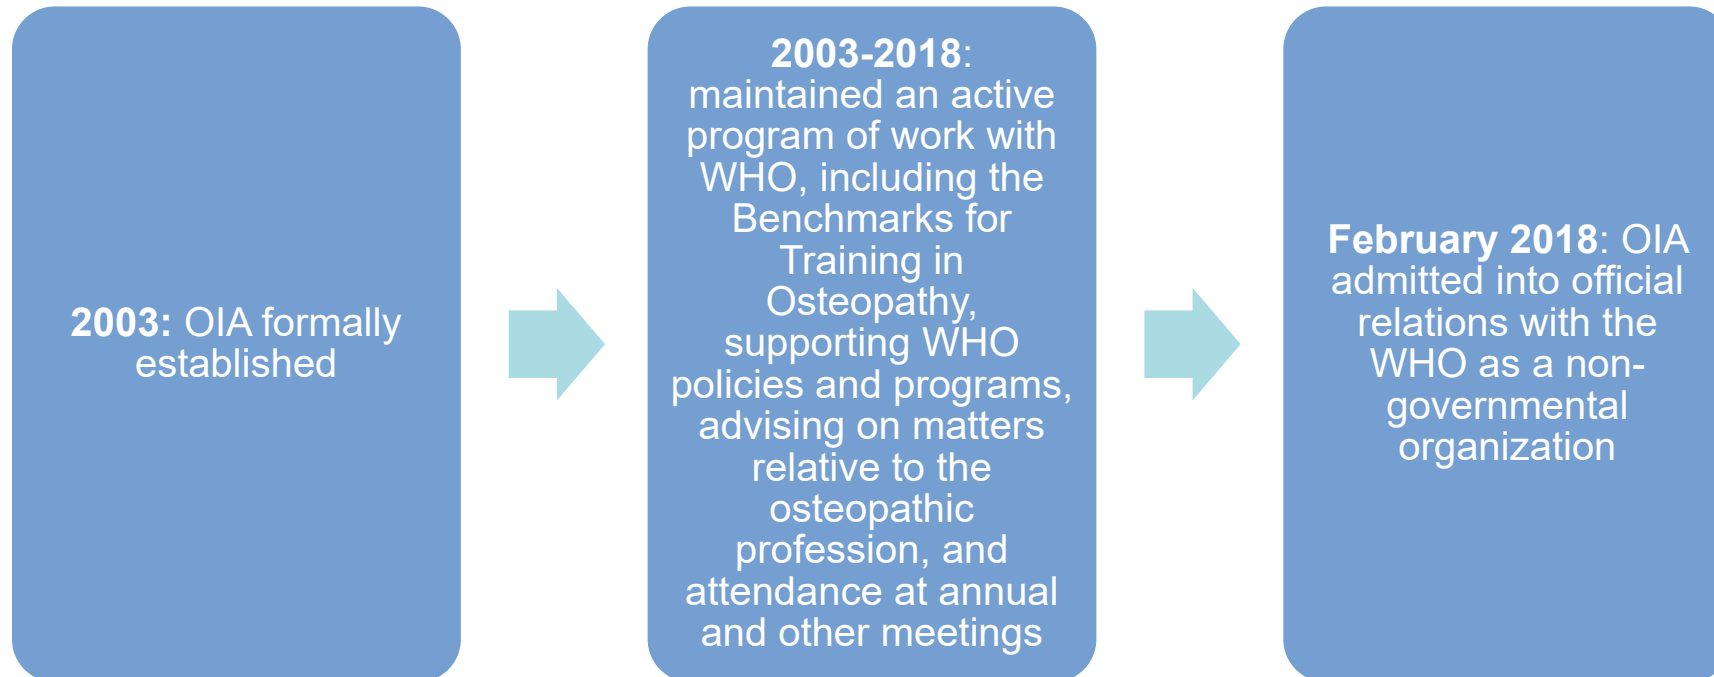 2003: OIA formally
established
2003-2018:
maintained an active
program of work with
WHO, including the
Benchmarks for
Training in
Osteopathy,
supporting WHO
policies and programs,
advising on matters
relative to the
osteopathic
profession, and
attendance at annual
and other meetings
February 2018: OIA
admitted into official
relations with the
WHO as a non-
governmental
organization